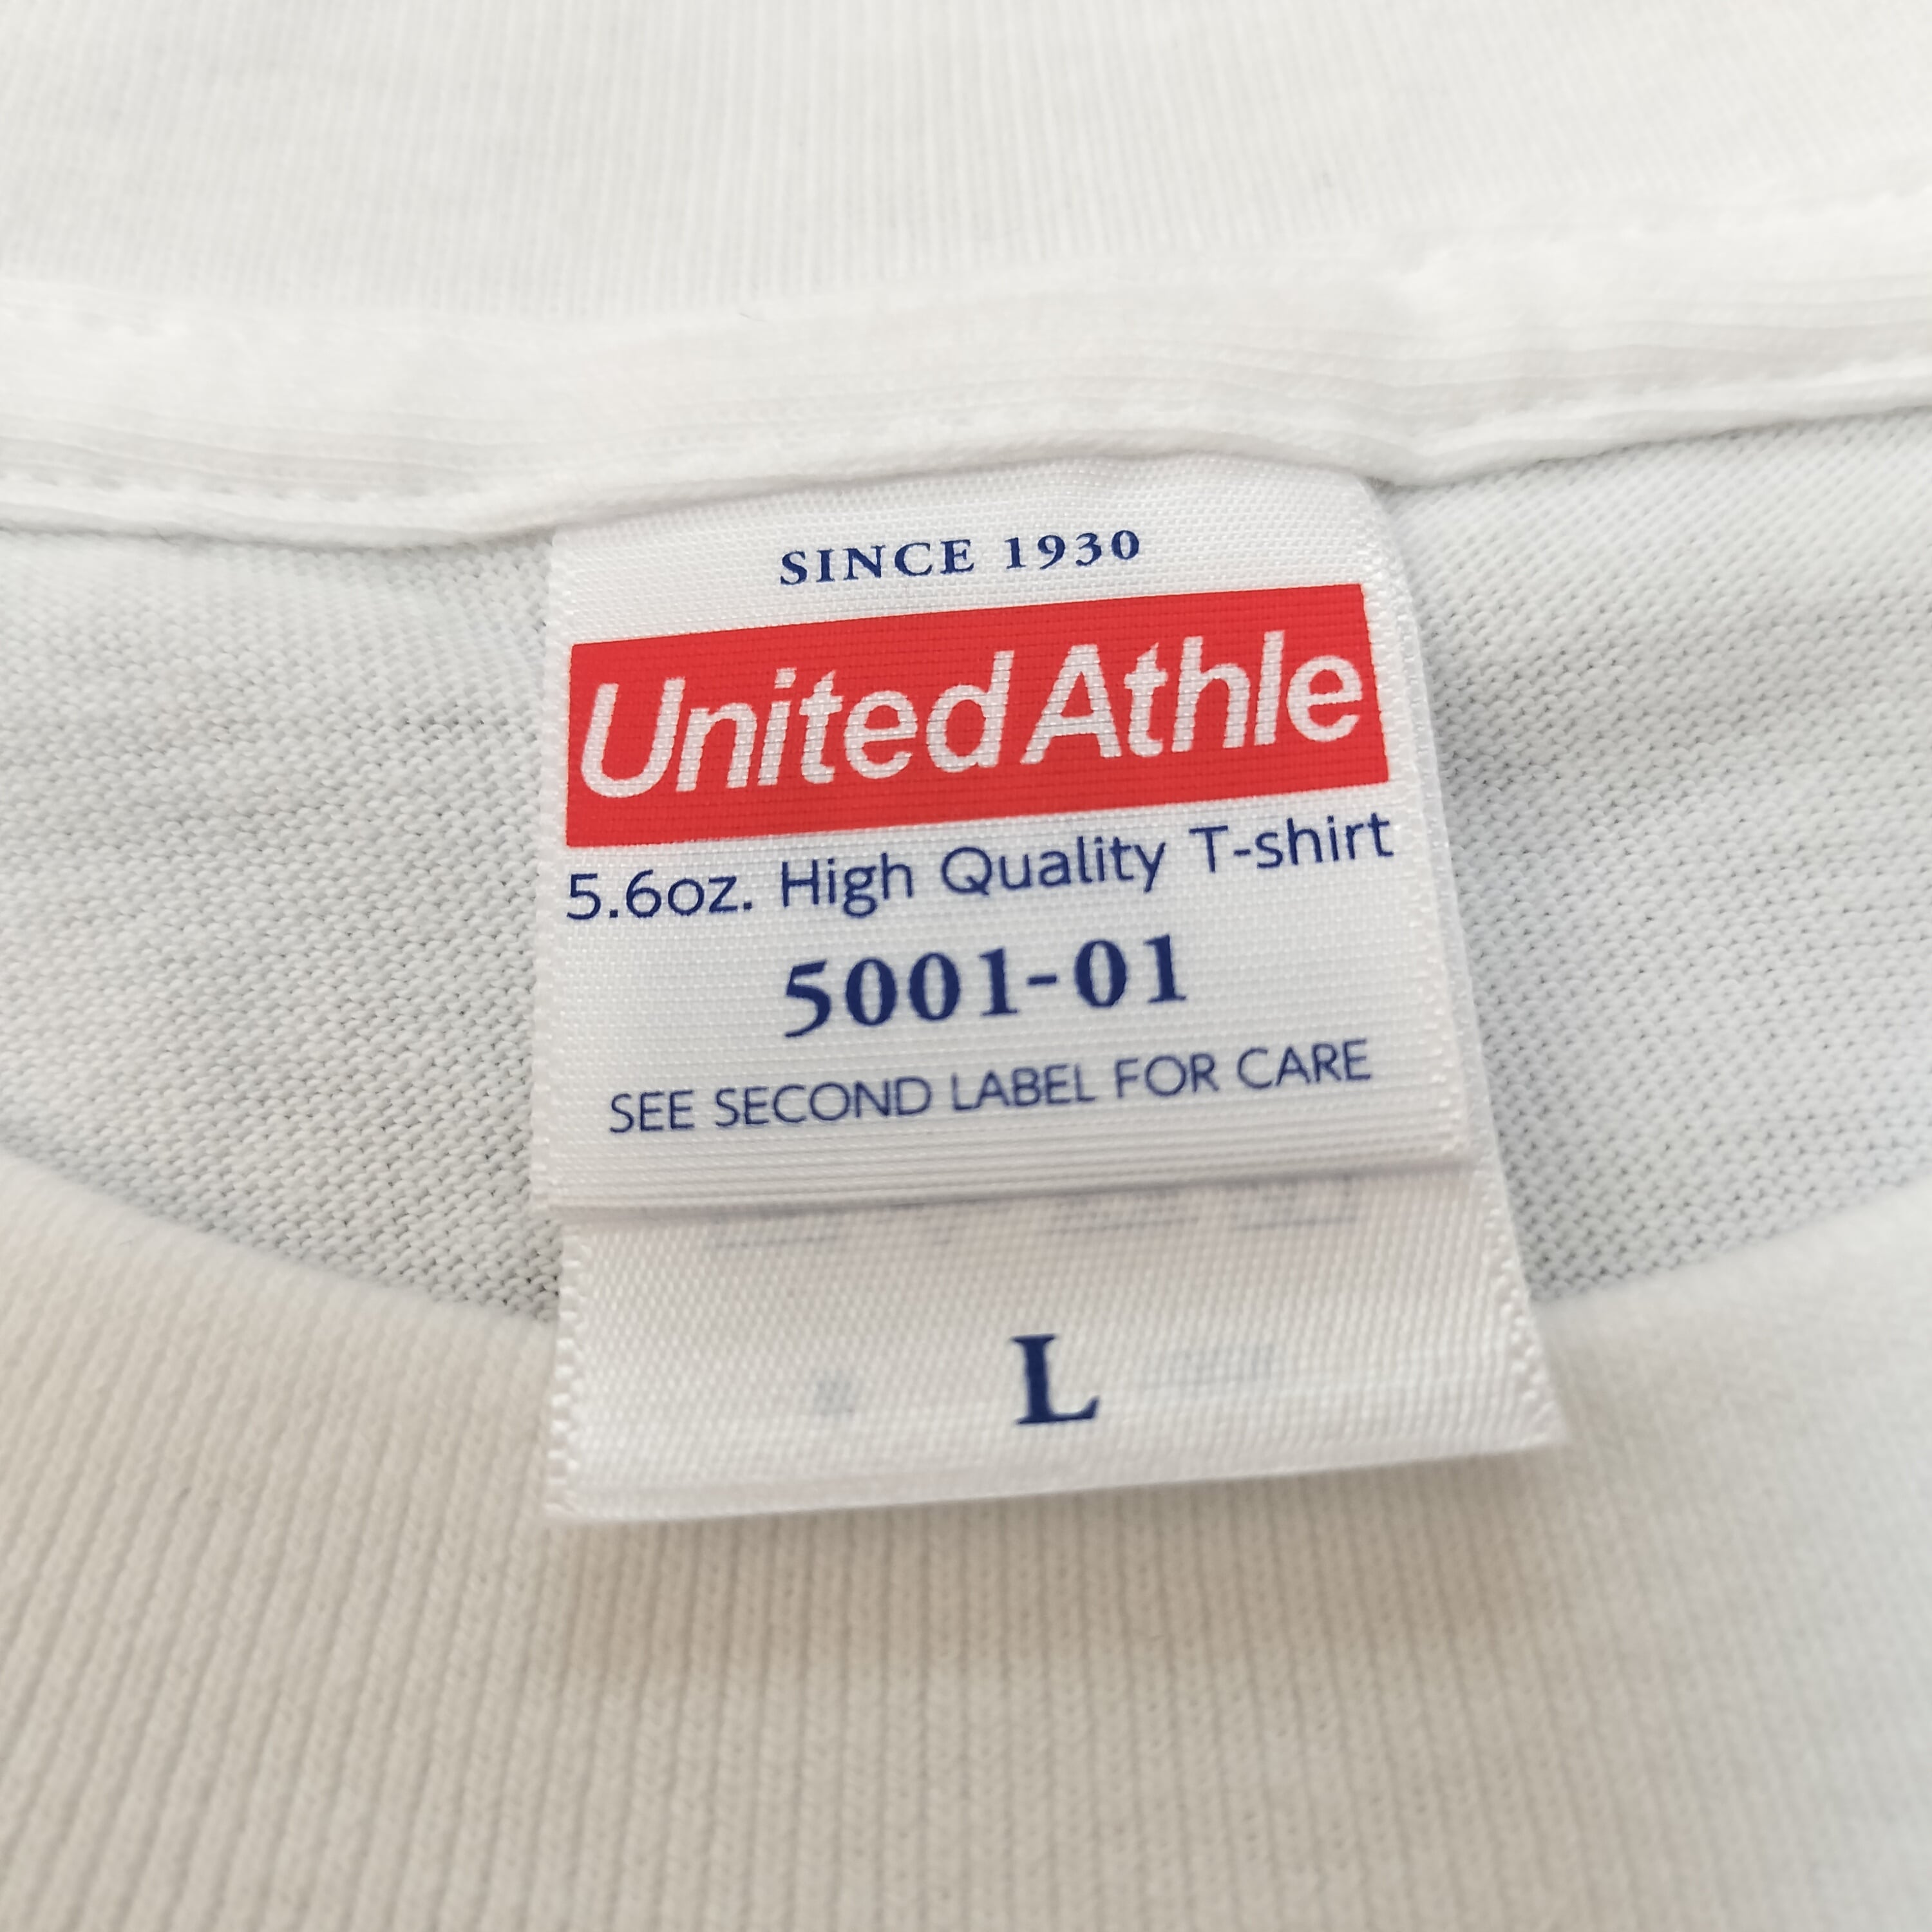 SINCE 1930
United Athle
5.6oz. High Quality T-shirt
5001-01
SEE SECOND LABEL FOR CARE
L